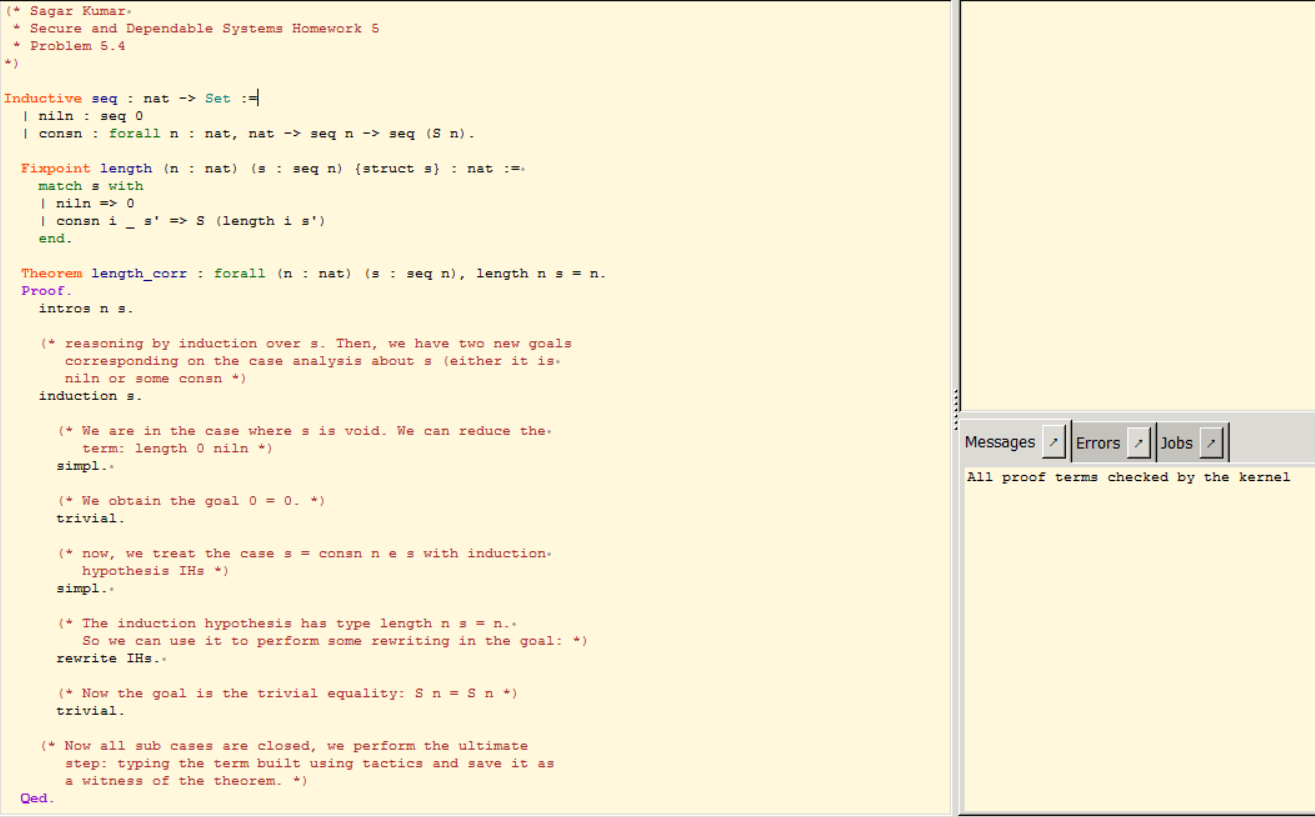 (* Sagar Kumar
 * Secure and Dependable Systems Homework 5
 * Problem 5.4
*)
Inductive seq : nat -> Set :=
  | niln : seq 0
  | consn : forall n : nat, nat -> seq n -> seq (S n).
  Fixpoint length (n : nat) (s : seq n) {struct s} : nat :=
    match s with
    | niln => 0
    | consn i _ s' => S (length i s')
    end.
  Theorem length_corr : forall (n : nat) (s : seq n), length n s = n.
  Proof.
    intros n s.
    (* reasoning by induction over s. Then, we have two new goals
       corresponding on the case analysis about s (either it is
       niln or some consn *)
    induction s.
      (* We are in the case where s is void. We can reduce the
         term: length 0 niln *)
      simpl.
      (* We obtain the goal 0 = 0. *)
      trivial.
      (* now, we treat the case s = consn n e s with induction
         hypothesis IHs *)
      simpl.
      (* The induction hypothesis has type length n s = n.
         So we can use it to perform some rewriting in the goal: *)
      rewrite IHs.
      (* Now the goal is the trivial equality: S n = S n *)
      trivial.
    (* Now all sub cases are closed, we perform the ultimate
       step: typing the term built using tactics and save it as
       a witness of the theorem. *)
  Qed.
Messages Errors Jobs
All proof terms checked by the kernel